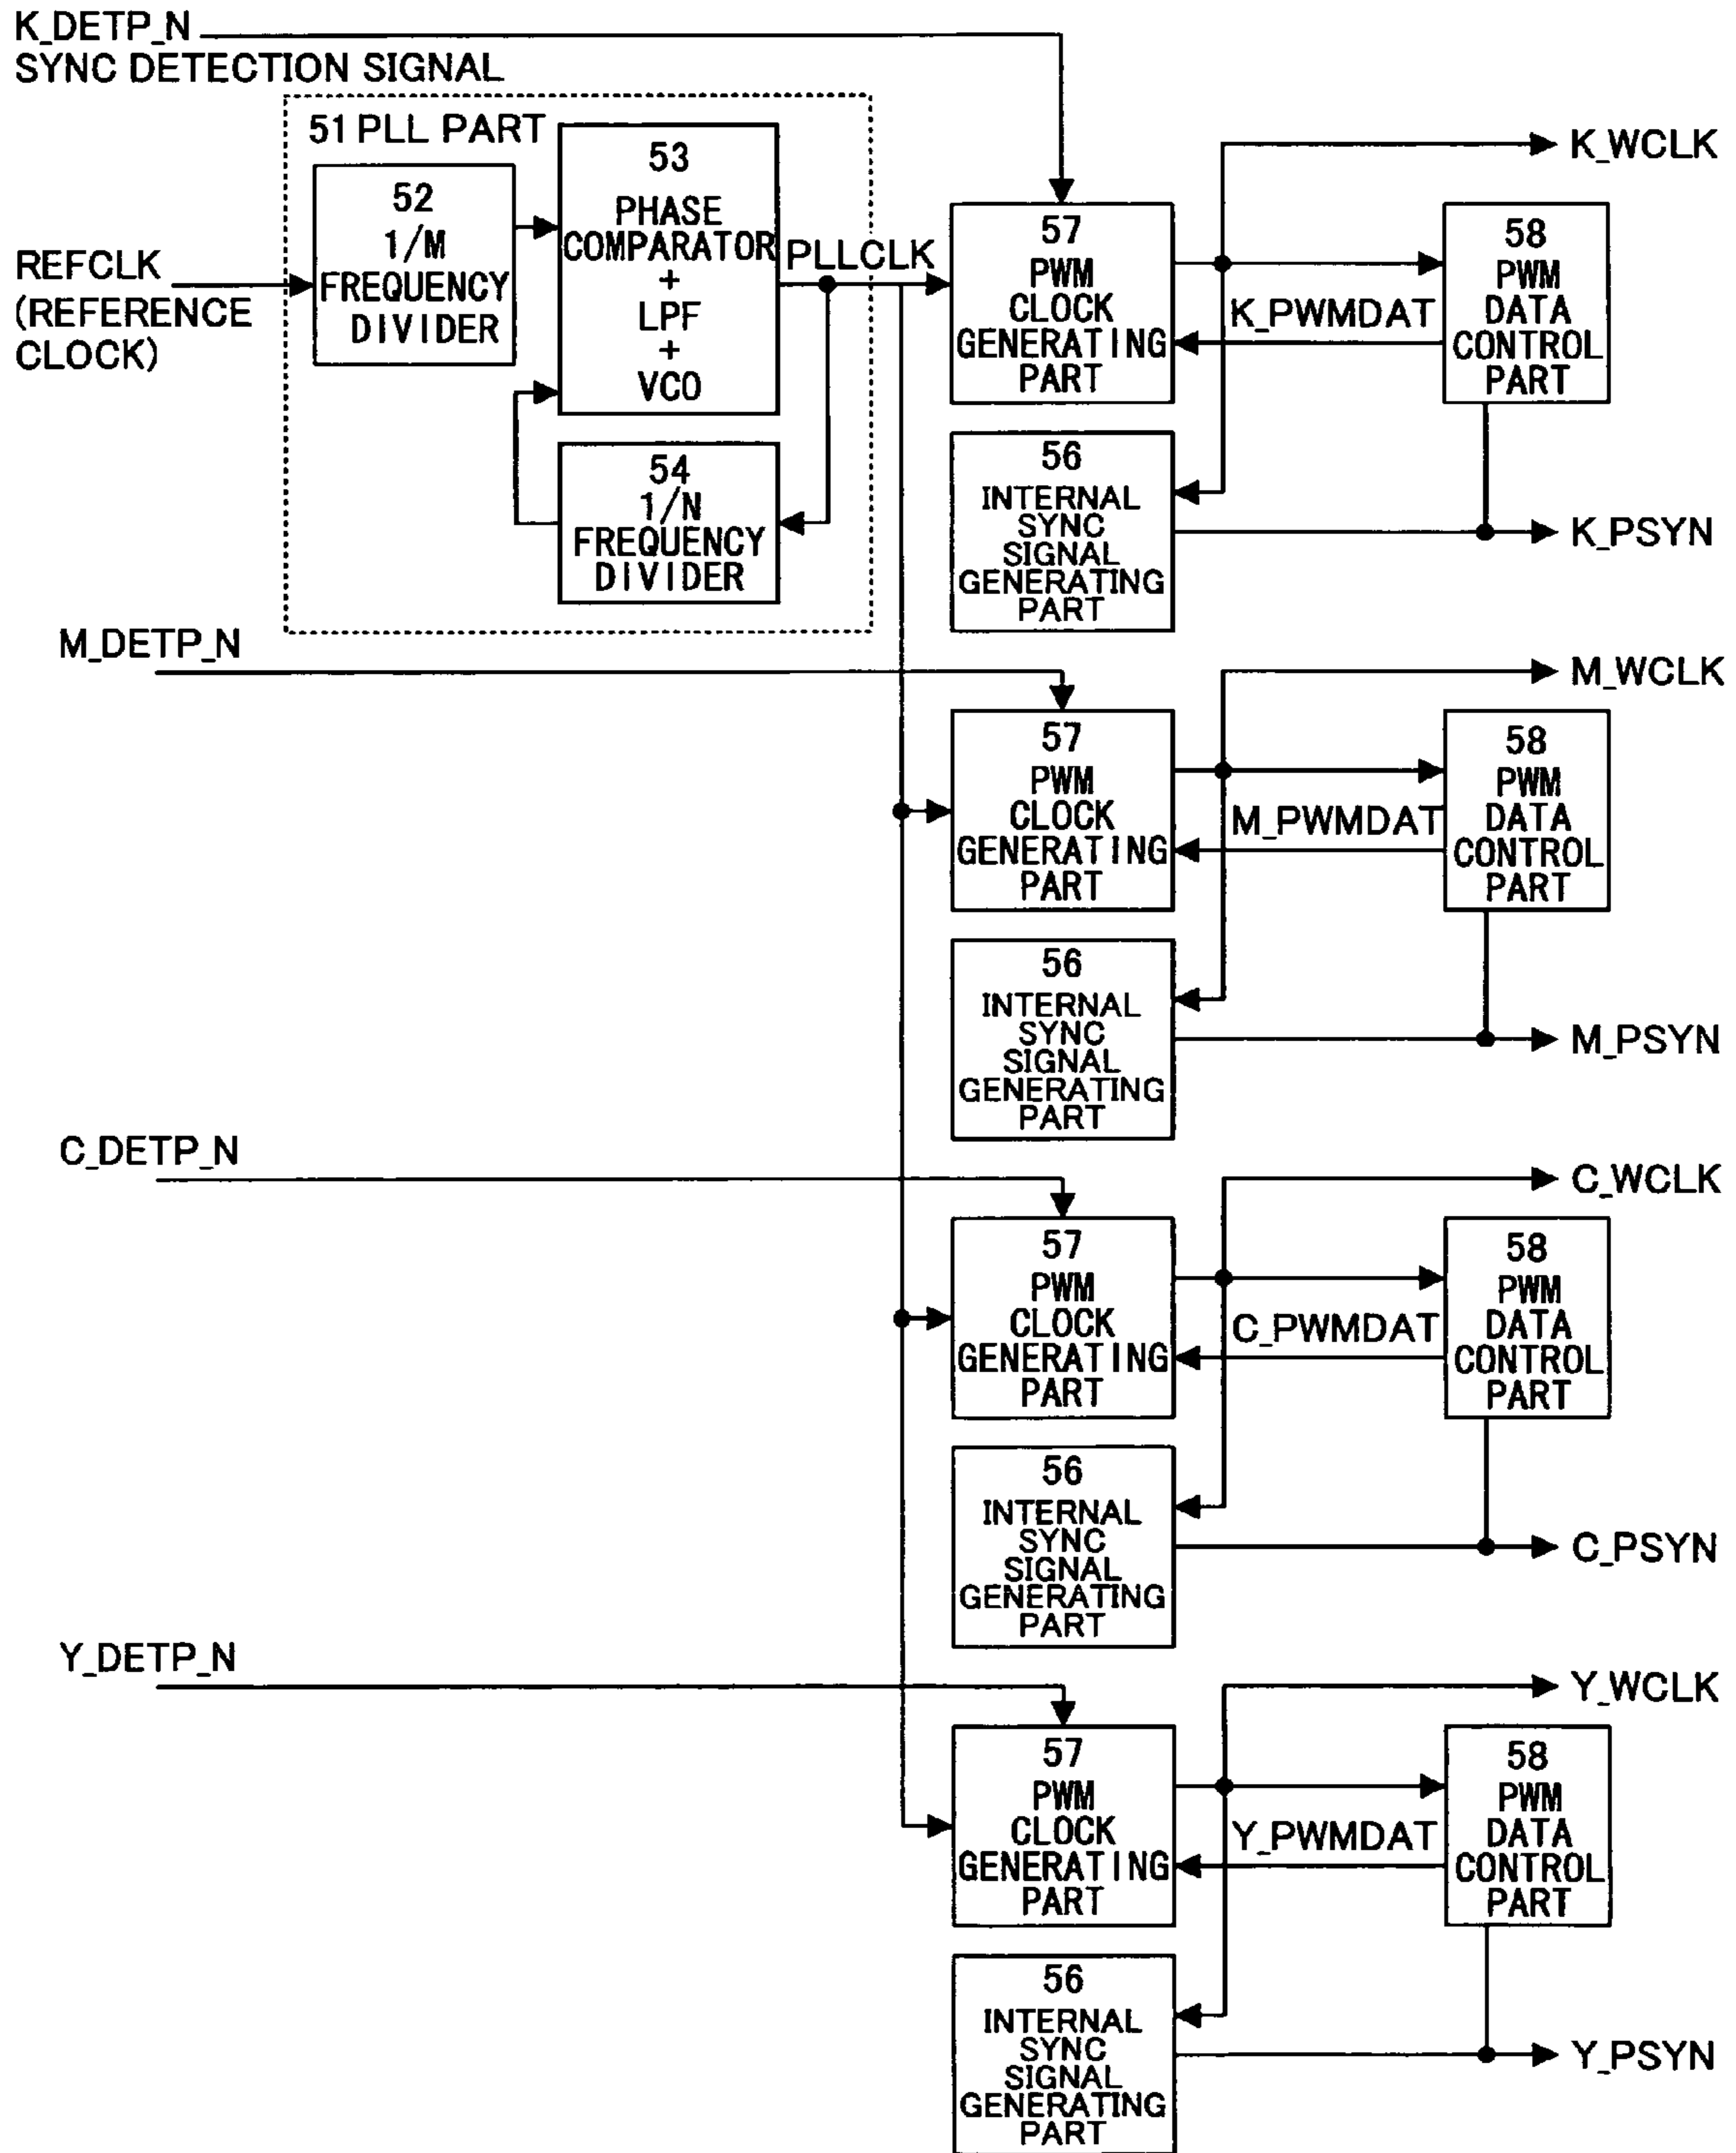 K_DETP_N
SYNC DETECTION SIGNAL
51 PLL PART
52
1/M
FREQUENCY
DIVIDER
53
PHASE
COMPARATOR
+
LPF
+
VCO
54
1/N
FREQUENCY
DIVIDER
REFCLK
(REFERENCE
CLOCK)
PLLCLK
57
PWM
CLOCK
GENERATING
PART
K_WCLK
K_PWMDAT
58
PWM
DATA
CONTROL
PART
56
INTERNAL
SYNC
SIGNAL
GENERATING
PART
K_PSYN
M_DETP_N
57
PWM
CLOCK
GENERATING
PART
M_WCLK
M_PWMDAT
58
PWM
DATA
CONTROL
PART
56
INTERNAL
SYNC
SIGNAL
GENERATING
PART
M_PSYN
C_DETP_N
57
PWM
CLOCK
GENERATING
PART
C_WCLK
C_PWMDAT
58
PWM
DATA
CONTROL
PART
56
INTERNAL
SYNC
SIGNAL
GENERATING
PART
C_PSYN
Y_DETP_N
57
PWM
CLOCK
GENERATING
PART
Y_WCLK
Y_PWMDAT
58
PWM
DATA
CONTROL
PART
56
INTERNAL
SYNC
SIGNAL
GENERATING
PART
Y_PSYN